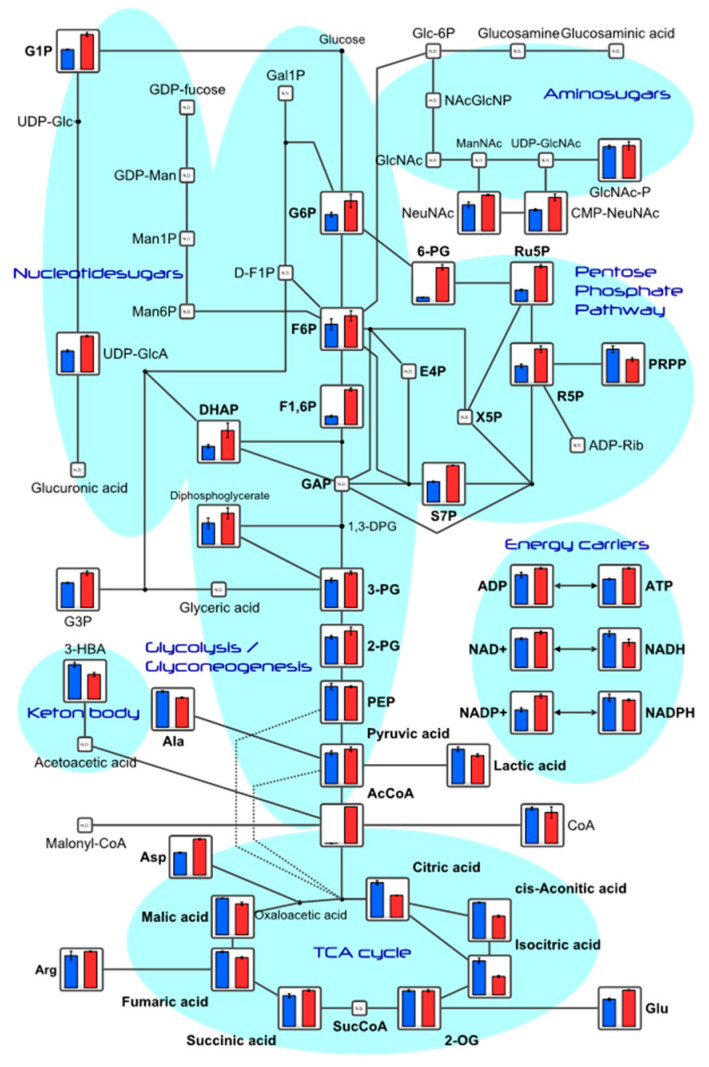 Glucose
Glc-6P
Glucosamine
Glucosaminic acid
G1P
Gal1P
GDP-fucose
NAcGlcNP
Aminosugars
UDP-Glc
ManNAc
UDP-GlcNAc
GlcNAc
GlcNAc-P
GDP-Man
G6P
NeuNAc
CMP-NeuNAc
Man1P
6-PG
Ru5P
Nucleotidesugars
D-F1P
Pentose
Phosphate
Pathway
Man6P
F6P
UDP-GlcA
E4P
R5P
PRPP
DHAP
F1,6P
X5P
ADP-Rib
Glucuronic acid
GAP
S7P
Diphosphoglycerate
1,3-DPG
Energy carriers
ADP
ATP
3-PG
G3P
Glyceric acid
3-HBA
Glycolysis /
Glyconeogenesis
2-PG
NAD+
NADH
Keton body
PEP
NADP+
NADPH
Ala
Pyruvic acid
Acetoacetic acid
Lactic acid
AcCoA
Malonyl-CoA
CoA
Asp
Citric acid
cis-Aconitic acid
Malic acid
Oxaloacetic acid
Isocitric acid
TCA cycle
Arg
Fumaric acid
Succinic acid
SucCoA
2-OG
Glu